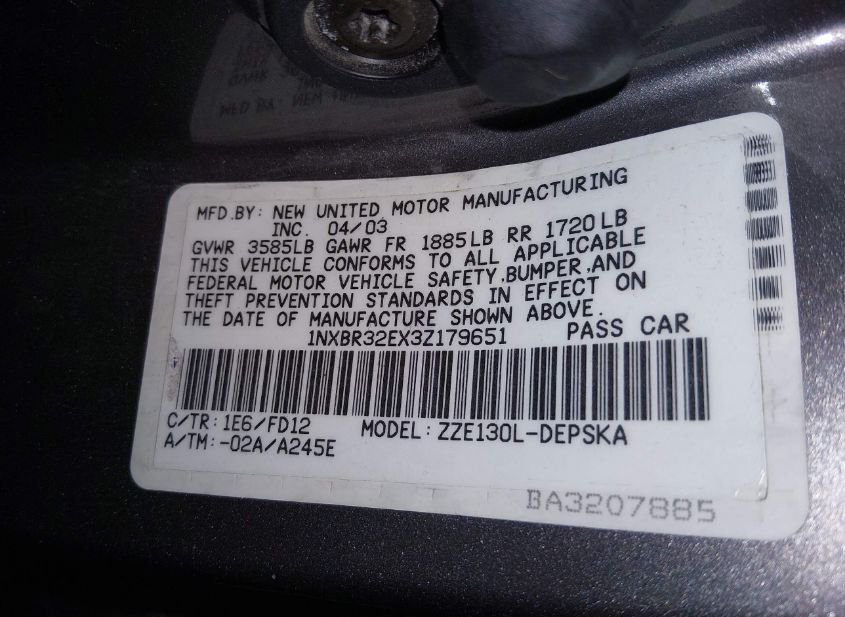 MFD.BY: NEW UNITED MOTOR MANUFACTURING
INC. 04/03
GVWR 3585LB GAWR FR 1885LB RR 1720LB
THIS VEHICLE CONFORMS TO ALL APPLICABLE
FEDERAL MOTOR VEHICLE SAFETY,BUMPER,AND
THEFT PREVENTION STANDARDS IN EFFECT ON
THE DATE OF MANUFACTURE SHOWN ABOVE.
1NXBR32EX3Z179651 PASS CAR
C/TR:1E6/FD12 MODEL:ZZE130L-DEPSKA
A/TM:-02A/A245E
BA3207885